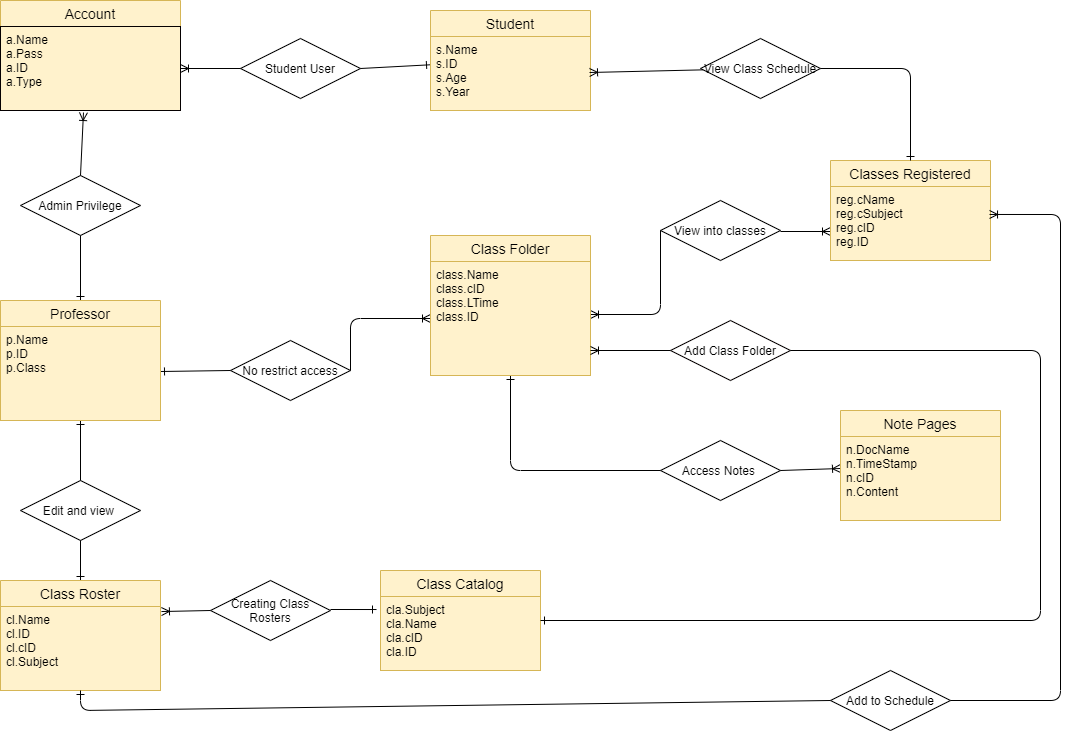 Account
a.Name
a.Pass
a.ID
a.Type
Student User
Student
s.Name
s.ID
s.Age
s.Year
View Class Schedule
Classes Registered
reg.cName
reg.cSubject
reg.cID
reg.ID
Admin Privilege
View into classes
Class Folder
class.Name
class.cID
class.LTime
class.ID
Professor
p.Name
p.ID
p.Class
No restrict access
Add Class Folder
Note Pages
n.DocName
n.TimeStamp
n.cID
n.Content
Access Notes
Edit and view
Class Roster
cl.Name
cl.ID
cl.cID
cl.Subject
Creating Class
Rosters
Class Catalog
cla.Subject
cla.Name
cla.cID
cla.ID
Add to Schedule